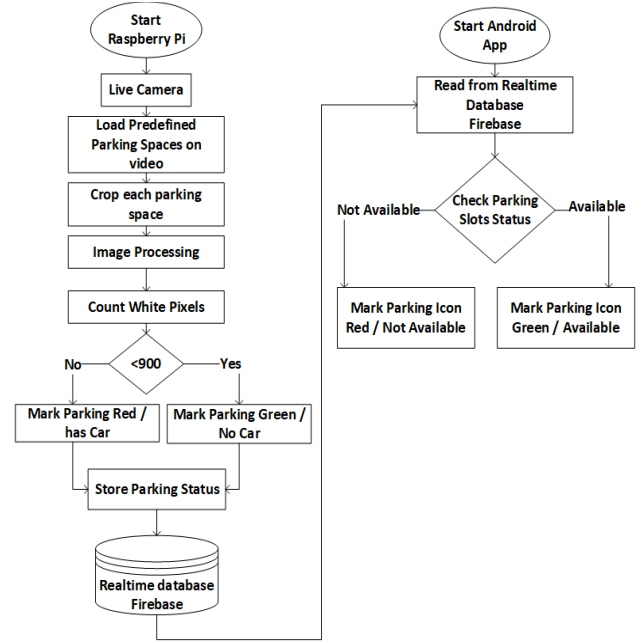 Start
Raspberry Pi
Live Camera
Load Predefined
Parking Spaces on
video
Crop each parking
space
Image Processing
Count White Pixels
No
<900
Yes
Mark Parking Red /
has Car
Mark Parking Green /
No Car
Store Parking Status
Realtime database
Firebase
Start Android
App
Read from Realtime
Database
Firebase
Check Parking
Slots Status
Not Available
Available
Mark Parking Icon
Red / Not Available
Mark Parking Icon
Green / Available